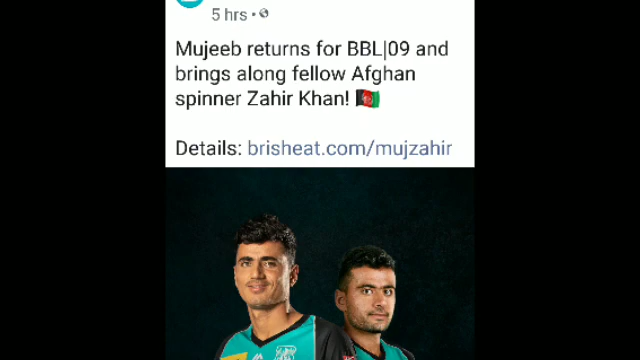 5 hrs •
Mujeeb returns for BBL|09 and
brings along fellow Afghan
spinner Zahir Khan! 🇦🇫
Details: brisheat.com/mujzahir